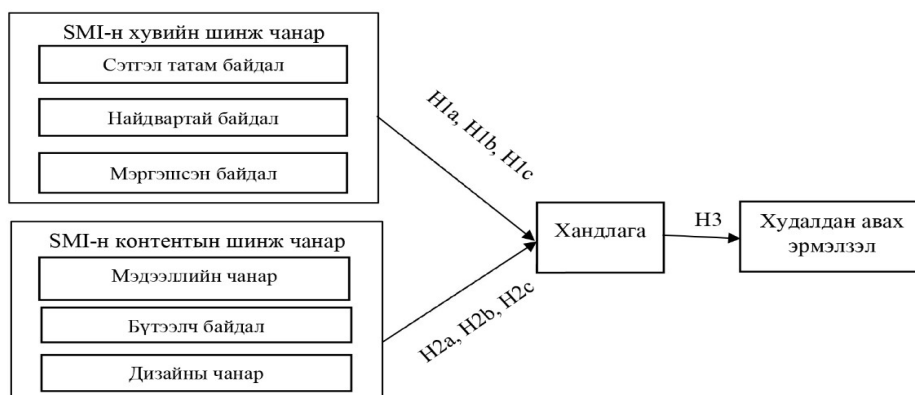 SMI-н хувийн шинж чанар
Сэтгэл татам байдал
Найдвартай байдал
Мэргэшсэн байдал
H1a, H1b, H1c
SMI-н контентын шинж чанар
Мэдээллийн чанар
Бүтээлч байдал
Дизайны чанар
H2a, H2b, H2c
Хандлага
H3
Худалдан авах
эрмэлзэл